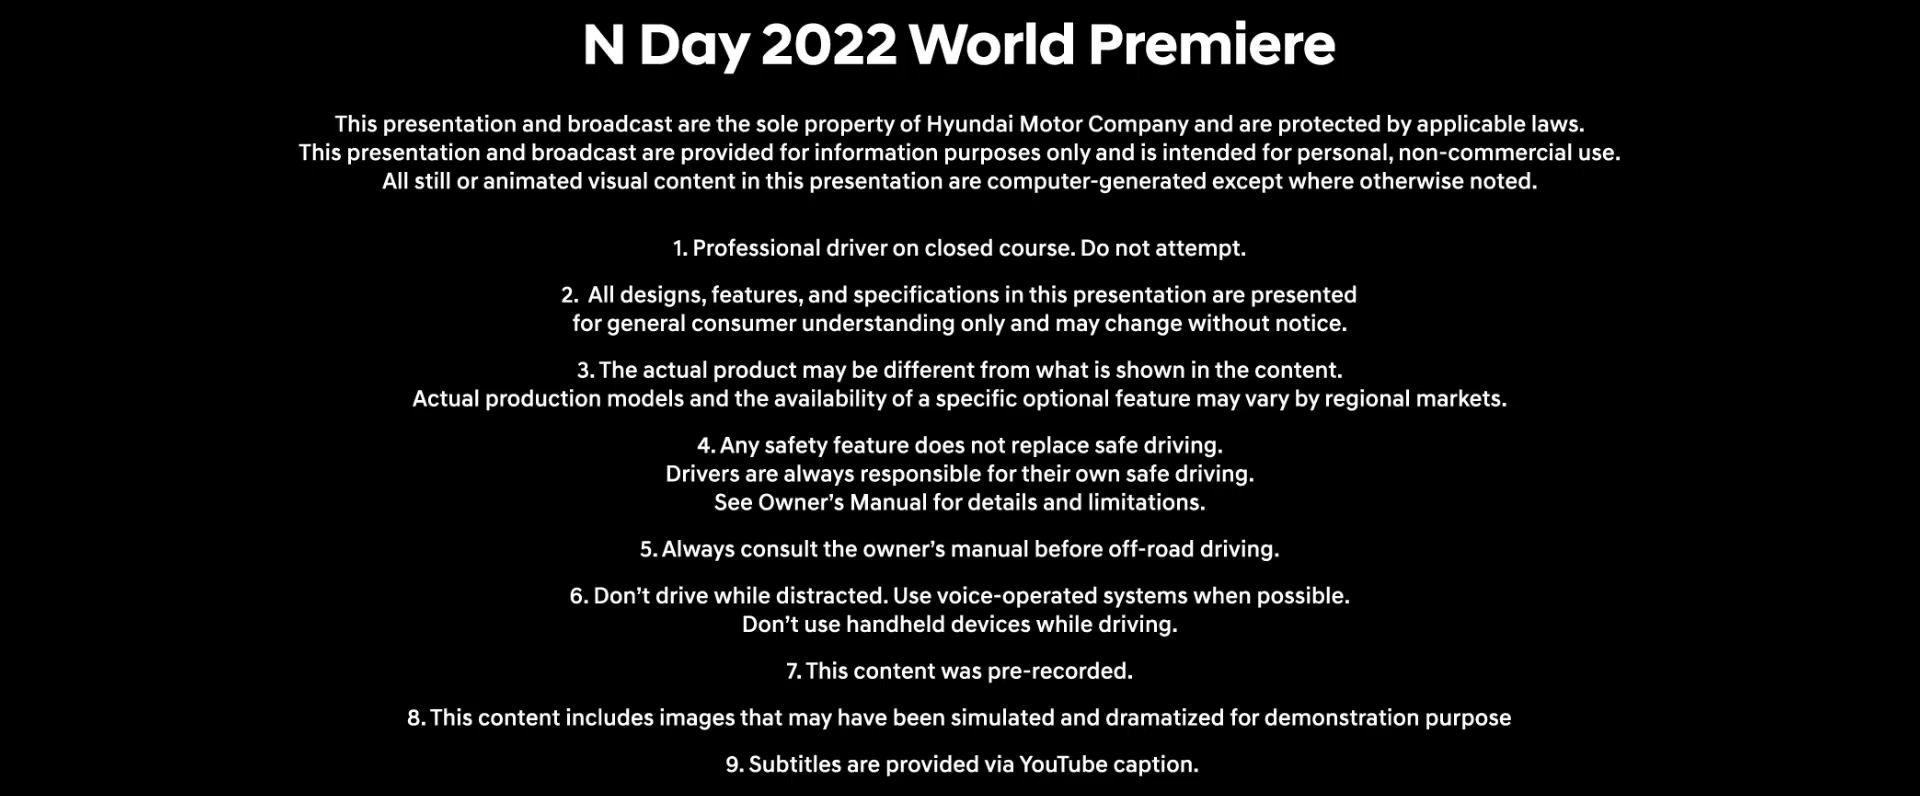 N Day 2022 World Premiere
This presentation and broadcast are the sole property of Hyundai Motor Company and are protected by applicable laws.
This presentation and broadcast are provided for information purposes only and is intended for personal, non-commercial use.
All still or animated visual content in this presentation are computer-generated except where otherwise noted.
1. Professional driver on closed course. Do not attempt.
2. All designs, features, and specifications in this presentation are presented
for general consumer understanding only and may change without notice.
3. The actual product may be different from what is shown in the content.
Actual production models and the availability of a specific optional feature may vary by regional markets.
4. Any safety feature does not replace safe driving.
Drivers are always responsible for their own safe driving.
See Owner’s Manual for details and limitations.
5. Always consult the owner’s manual before off-road driving.
6. Don’t drive while distracted. Use voice-operated systems when possible.
Don’t use handheld devices while driving.
7. This content was pre-recorded.
8. This content includes images that may have been simulated and dramatized for demonstration purpose
9. Subtitles are provided via YouTube caption.